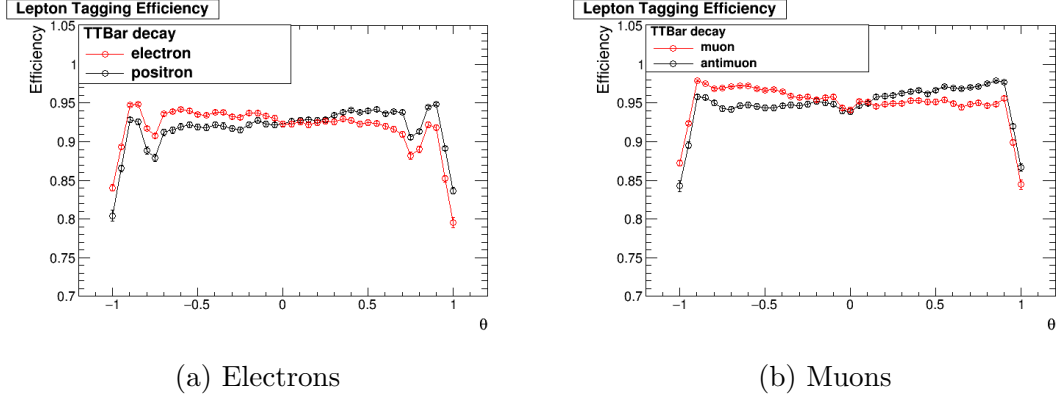 Lepton Tagging Efficiency
Efficiency
1.05
1
0.95
0.9
0.85
0.8
0.75
0.7
TTBar decay
electron
positron
−1
−0.5
0
0.5
1
θ
(a) Electrons
Lepton Tagging Efficiency
Efficiency
1.05
1
0.95
0.9
0.85
0.8
0.75
0.7
TTBar decay
muon
antimuon
−1
−0.5
0
0.5
1
θ
(b) Muons